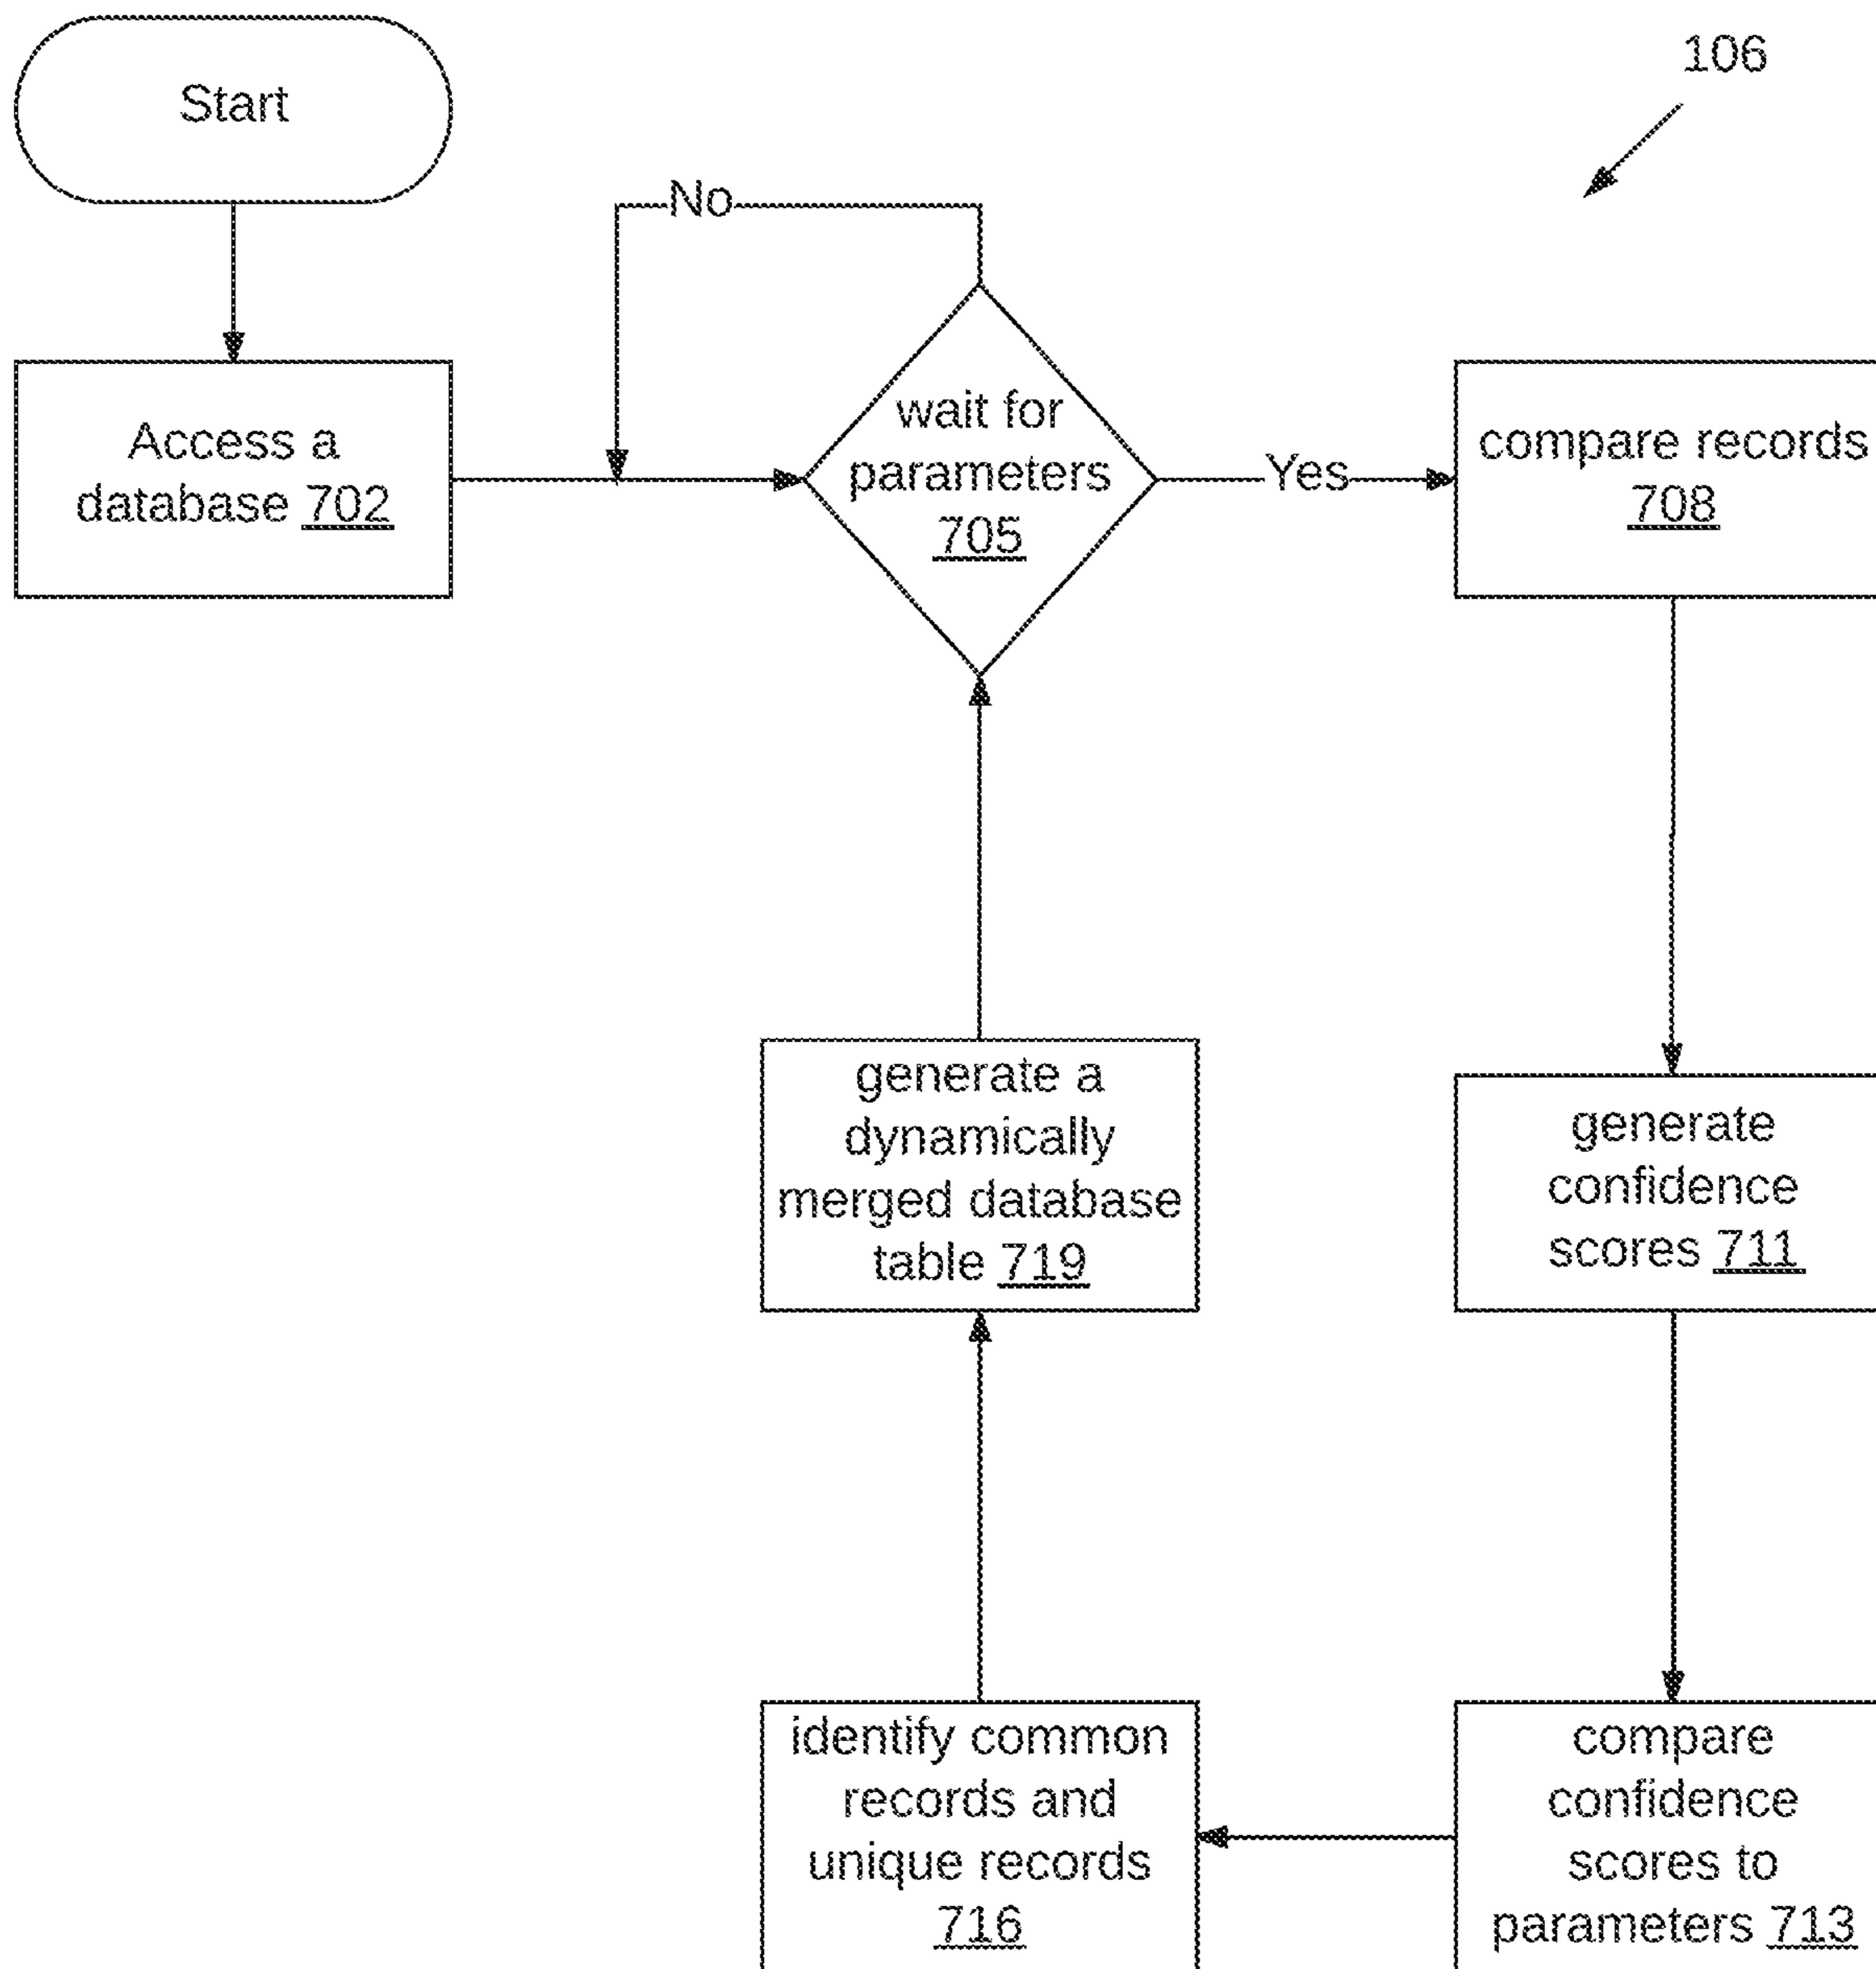 Start
106
No
Access a
database 702
wait for
parameters
705
Yes
compare records
708
generate a
dynamically
merged database
table 719
generate
confidence
scores 711
identify common
records and
unique records
716
compare
confidence
scores to
parameters 713